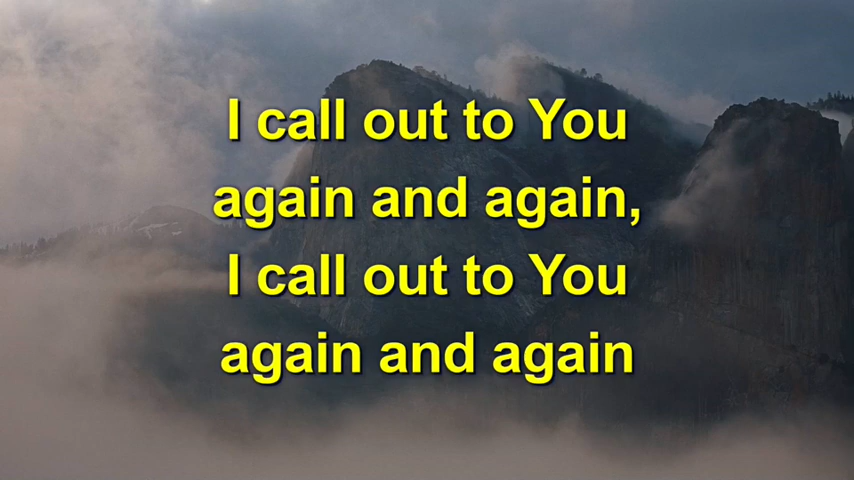 I call out to You
again and again,
I call out to You
again and again